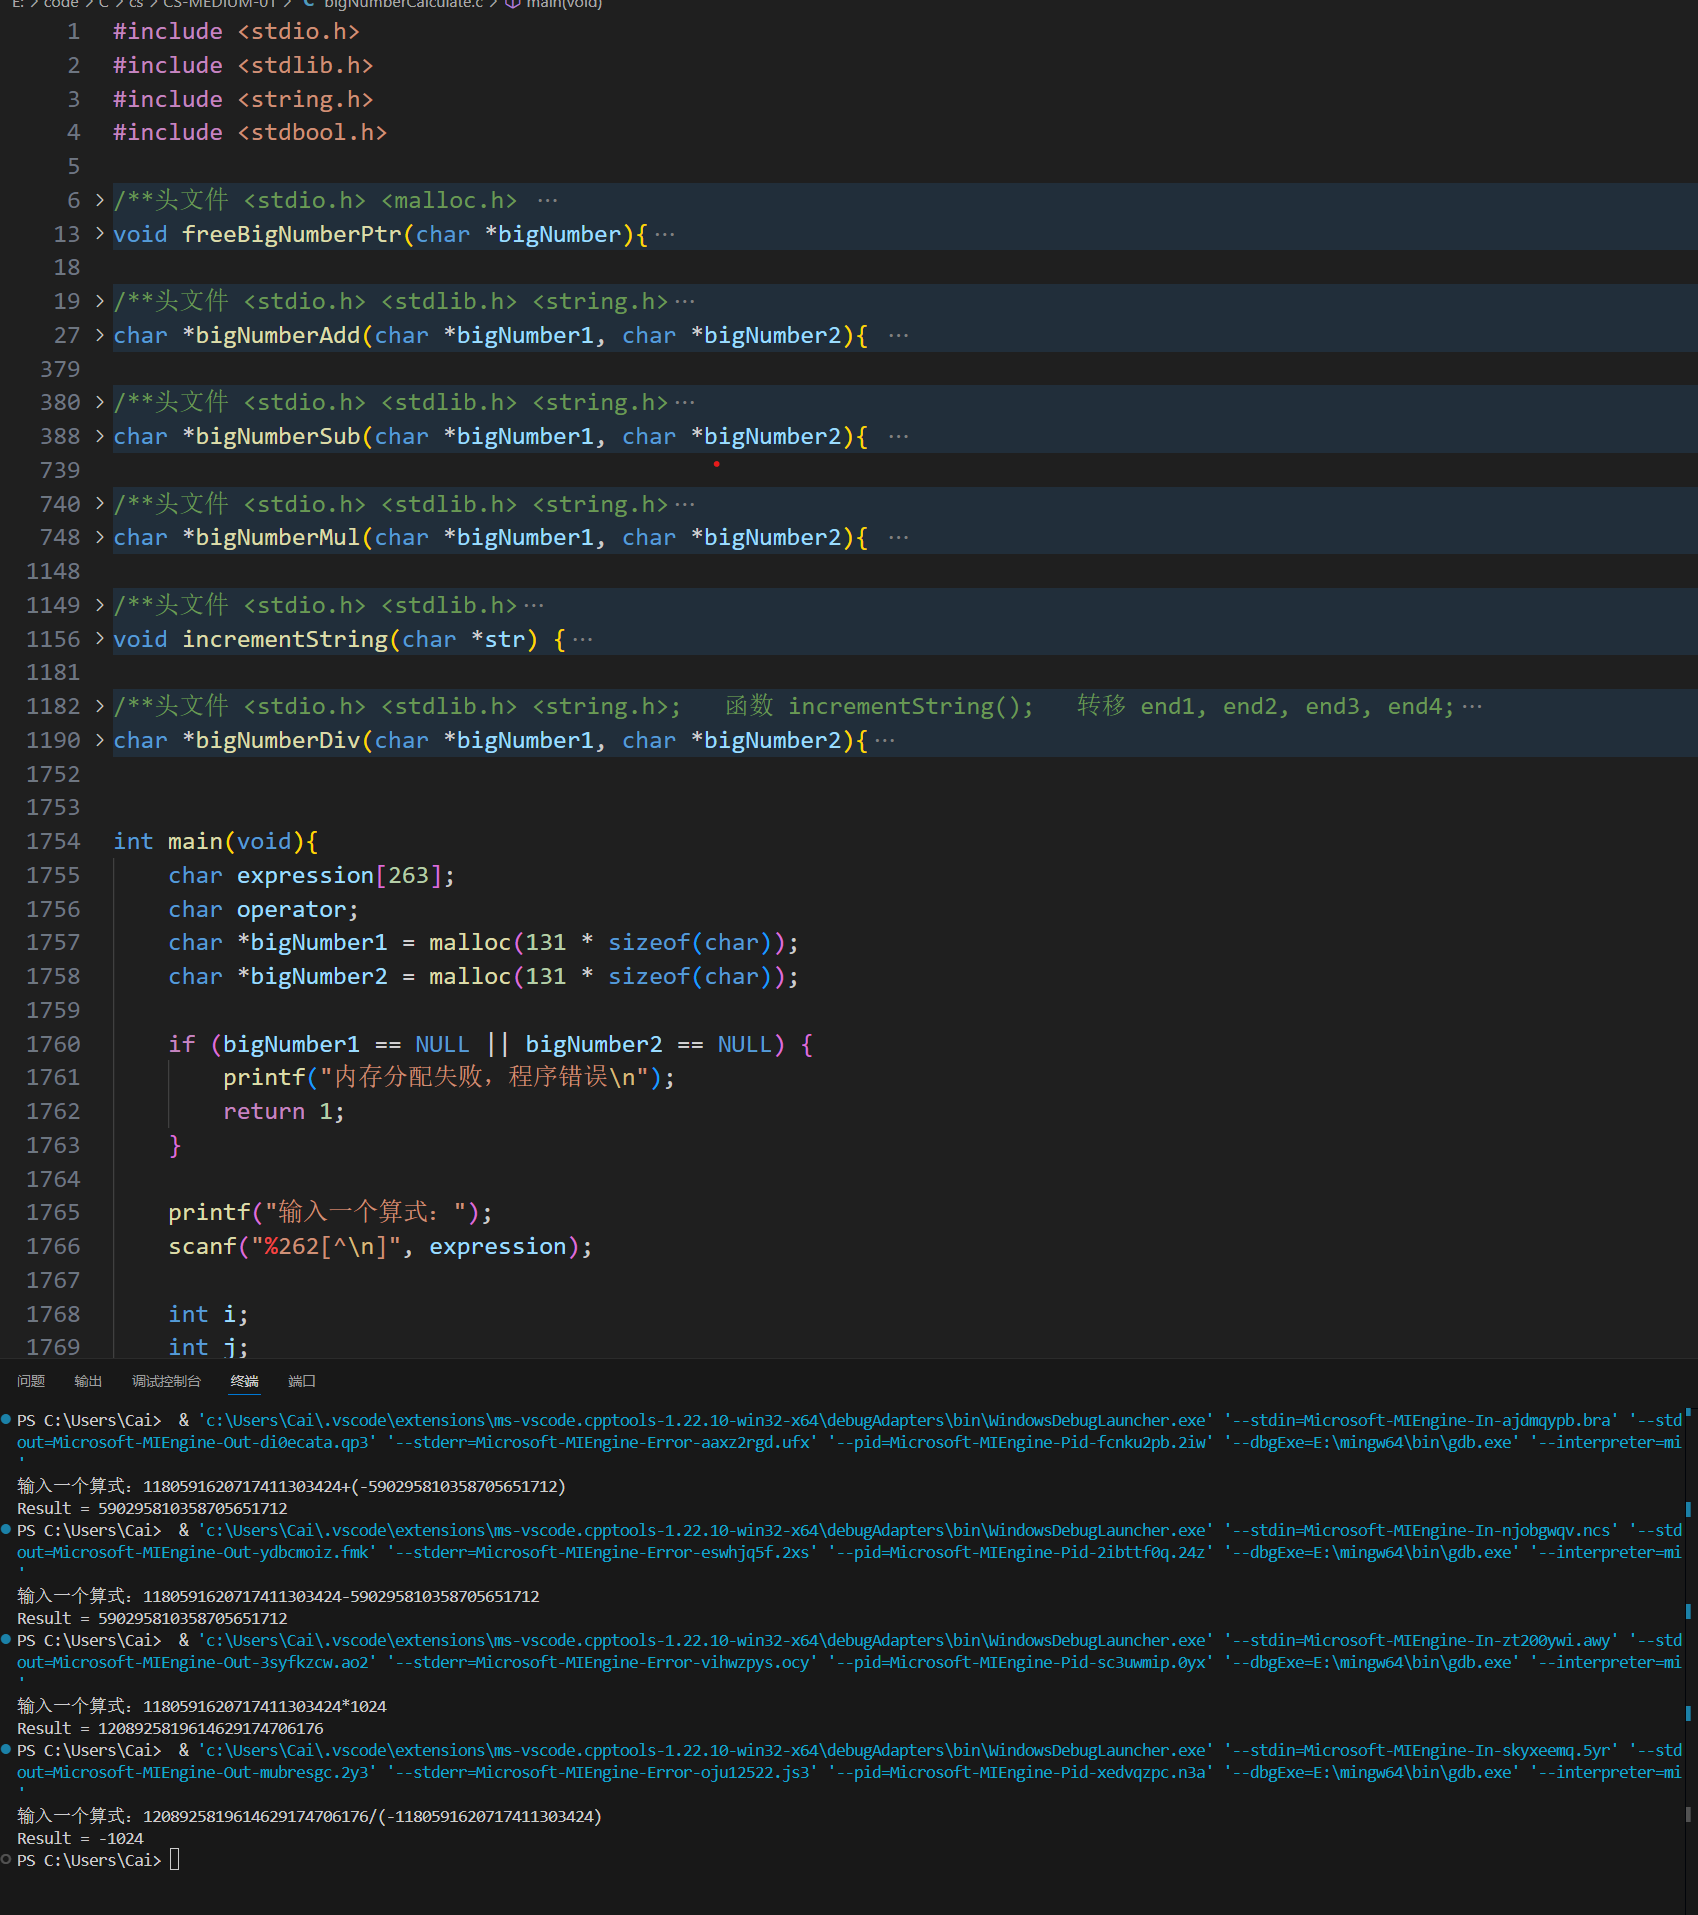 E: > code > C > cs > CS-MEDIUM-01 > C bigNumberCalculate.c > main(void)
1 #include <stdio.h>
2 #include <stdlib.h>
3 #include <string.h>
4 #include <stdbool.h>
5
6 > /**头文件 <stdio.h> <malloc.h> ···
13 > void freeBigNumberPtr(char *bigNumber){ ···
18
19 > /**头文件 <stdio.h> <stdlib.h> <string.h> ···
27 > char *bigNumberAdd(char *bigNumber1, char *bigNumber2){ ···
379
380 > /**头文件 <stdio.h> <stdlib.h> <string.h> ···
388 > char *bigNumberSub(char *bigNumber1, char *bigNumber2){ ···
739
740 > /**头文件 <stdio.h> <stdlib.h> <string.h> ···
748 > char *bigNumberMul(char *bigNumber1, char *bigNumber2){ ···
1148
1149 > /**头文件 <stdio.h> <stdlib.h> ···
1156 > void incrementString(char *str) { ···
1181
1182 > /**头文件 <stdio.h> <stdlib.h> <string.h>;   函数 incrementString();   转移 end1, end2, end3, end4; ···
1190 > char *bigNumberDiv(char *bigNumber1, char *bigNumber2){ ···
1752
1753
1754 int main(void){
1755     char expression[263];
1756     char operator;
1757     char *bigNumber1 = malloc(131 * sizeof(char));
1758     char *bigNumber2 = malloc(131 * sizeof(char));
1759
1760     if (bigNumber1 == NULL || bigNumber2 == NULL) {
1761         printf("内存分配失败，程序错误\n");
1762         return 1;
1763     }
1764
1765     printf("输入一个算式：");
1766     scanf("%262[^\n]", expression);
1767
1768     int i;
1769     int j;
问题 输出 调试控制台 终端 端口
PS C:\Users\Cai>  & 'c:\Users\Cai\.vscode\extensions\ms-vscode.cpptools-1.22.10-win32-x64\debugAdapters\bin\WindowsDebugLauncher.exe' '--stdin=Microsoft-MIEngine-In-ajdmqypb.bra' '--std
out=Microsoft-MIEngine-Out-di0ecata.qp3' '--stderr=Microsoft-MIEngine-Error-aaxz2rgd.ufx' '--pid=Microsoft-MIEngine-Pid-fcnku2pb.2iw' '--dbgExe=E:\mingw64\bin\gdb.exe' '--interpreter=mi
'
输入一个算式：1180591620717411303424+(-590295810358705651712)
Result = 590295810358705651712
PS C:\Users\Cai>  & 'c:\Users\Cai\.vscode\extensions\ms-vscode.cpptools-1.22.10-win32-x64\debugAdapters\bin\WindowsDebugLauncher.exe' '--stdin=Microsoft-MIEngine-In-njobgwqv.ncs' '--std
out=Microsoft-MIEngine-Out-ydbcmoiz.fmk' '--stderr=Microsoft-MIEngine-Error-eswhjq5f.2xs' '--pid=Microsoft-MIEngine-Pid-2ibttf0q.24z' '--dbgExe=E:\mingw64\bin\gdb.exe' '--interpreter=mi
'
输入一个算式：1180591620717411303424-590295810358705651712
Result = 590295810358705651712
PS C:\Users\Cai>  & 'c:\Users\Cai\.vscode\extensions\ms-vscode.cpptools-1.22.10-win32-x64\debugAdapters\bin\WindowsDebugLauncher.exe' '--stdin=Microsoft-MIEngine-In-zt200ywi.awy' '--std
out=Microsoft-MIEngine-Out-3syfkzcw.ao2' '--stderr=Microsoft-MIEngine-Error-vihwzpys.ocy' '--pid=Microsoft-MIEngine-Pid-sc3uwmip.0yx' '--dbgExe=E:\mingw64\bin\gdb.exe' '--interpreter=mi
'
输入一个算式：1180591620717411303424*1024
Result = 1208925819614629174706176
PS C:\Users\Cai>  & 'c:\Users\Cai\.vscode\extensions\ms-vscode.cpptools-1.22.10-win32-x64\debugAdapters\bin\WindowsDebugLauncher.exe' '--stdin=Microsoft-MIEngine-In-skyxeemq.5yr' '--std
out=Microsoft-MIEngine-Out-mubresgc.2y3' '--stderr=Microsoft-MIEngine-Error-oju12522.js3' '--pid=Microsoft-MIEngine-Pid-xedvqzpc.n3a' '--dbgExe=E:\mingw64\bin\gdb.exe' '--interpreter=mi
'
输入一个算式：1208925819614629174706176/(-1180591620717411303424)
Result = -1024
PS C:\Users\Cai>